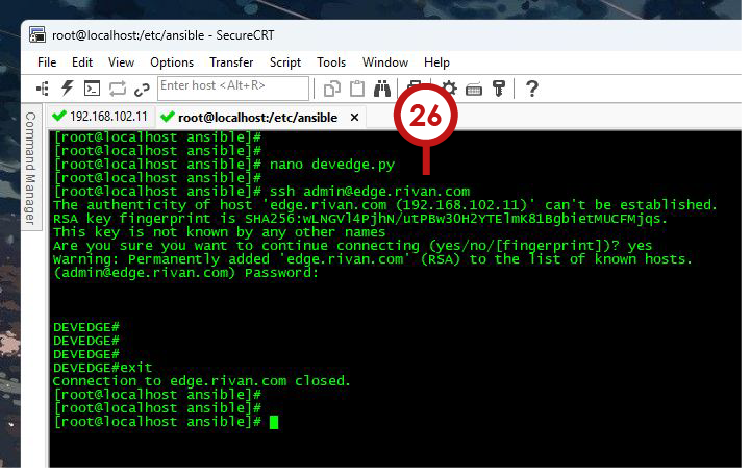 root@localhost:/etc/ansible - SecureCRT
File Edit View Options Transfer Script Tools Window Help
Enter host <Alt+R>
Command Manager
192.168.102.11 root@localhost:/etc/ansible
26
[root@localhost ansible]#
[root@localhost ansible]#
[root@localhost ansible]# nano devedge.py
[root@localhost ansible]#
[root@localhost ansible]# ssh admin@edge.rivan.com
The authenticity of host 'edge.rivan.com (192.168.102.11)' can't be established.
RSA key fingerprint is SHA256:wLNGVl4PjhN/utPBw3OH2YTElmK81BgbietMUCFMjqs.
This key is not known by any other names
Are you sure you want to continue connecting (yes/no/[fingerprint])? yes
Warning: Permanently added 'edge.rivan.com' (RSA) to the list of known hosts.
(admin@edge.rivan.com) Password:
DEVEDGE#
DEVEDGE#
DEVEDGE#
DEVEDGE#exit
Connection to edge.rivan.com closed.
[root@localhost ansible]#
[root@localhost ansible]#
[root@localhost ansible]#